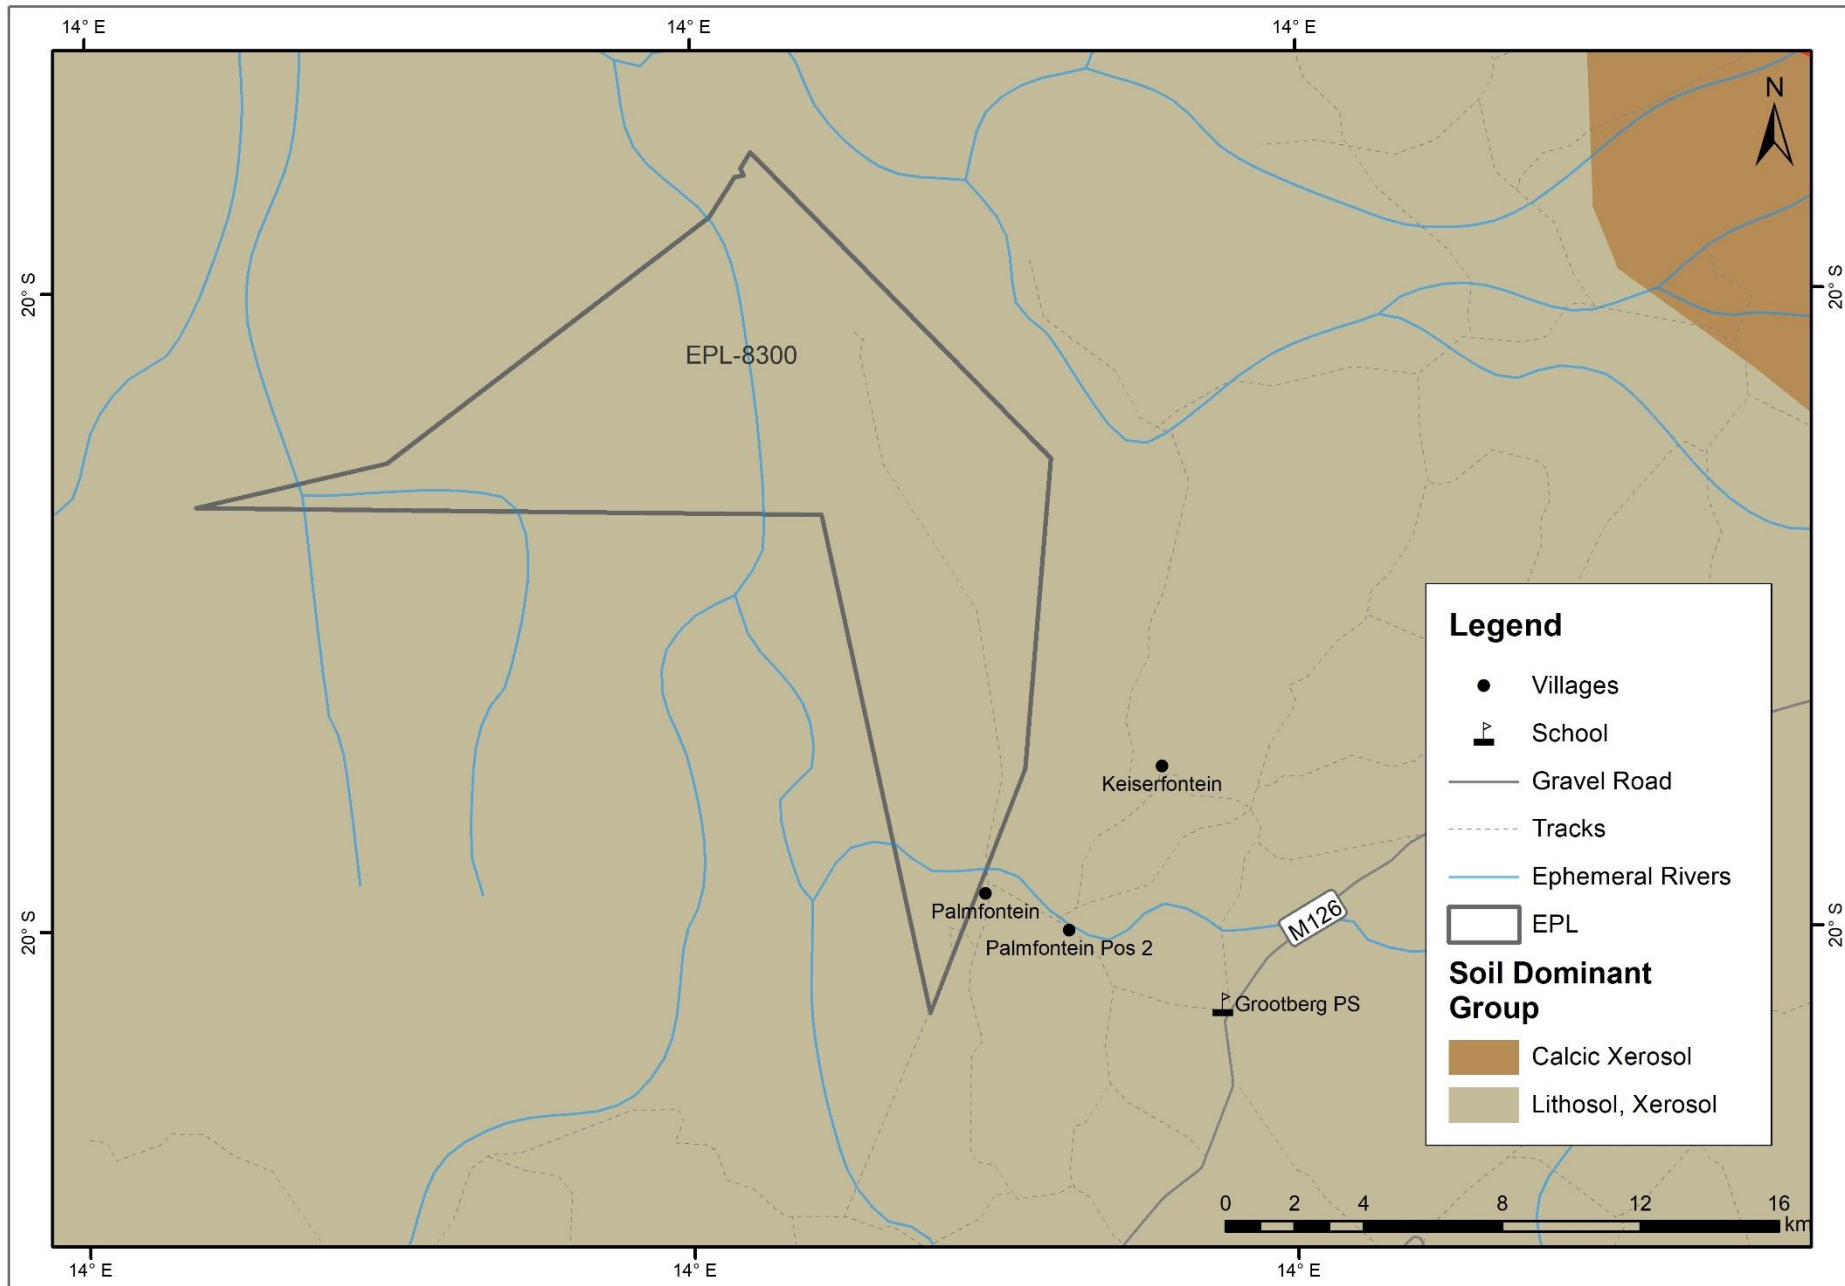 14° E 14° E 14° E
N
20° S 20° S
EPL-8300
Legend
Villages
School
Gravel Road
Tracks
Ephemeral Rivers
EPL
Soil Dominant
Group
Calcic Xerosol
Lithosol, Xerosol
Keiserfontein
Palmfontein
Palmfontein Pos 2
M126
Grootberg PS
20° S 20° S
0 2 4 8 12 16
km
14° E 14° E 14° E